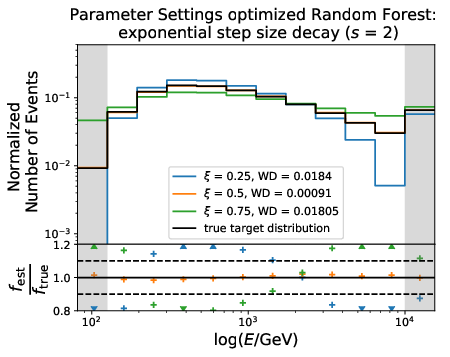 Parameter Settings optimized Random Forest:
exponential step size decay (s = 2)
Normalized
Number of Events
10⁻¹
10⁻²
10⁻³
ξ = 0.25, WD = 0.0184
ξ = 0.5, WD = 0.00091
ξ = 0.75, WD = 0.01805
true target distribution
f_est
f_true
1.2
1.0
0.8
10² 10³ 10⁴
log(E/GeV)